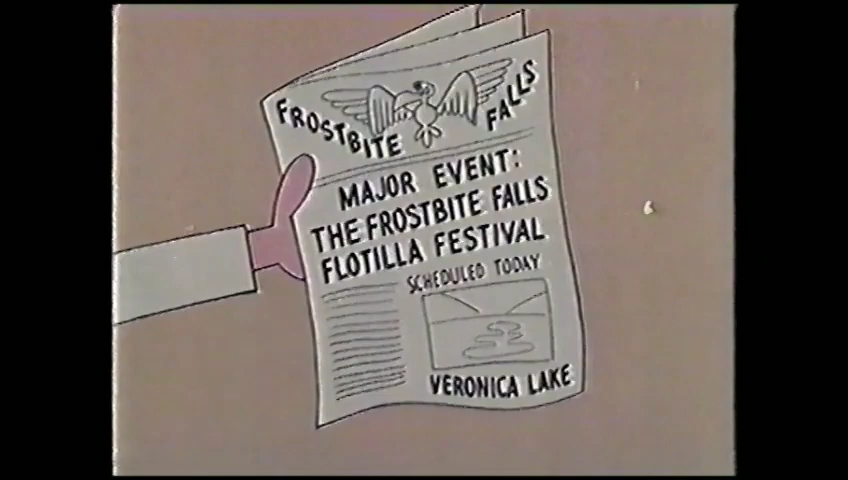 FROSTBITE FALLS
MAJOR EVENT:
THE FROSTBITE FALLS
FLOTILLA FESTIVAL
SCHEDULED TODAY
VERONICA LAKE